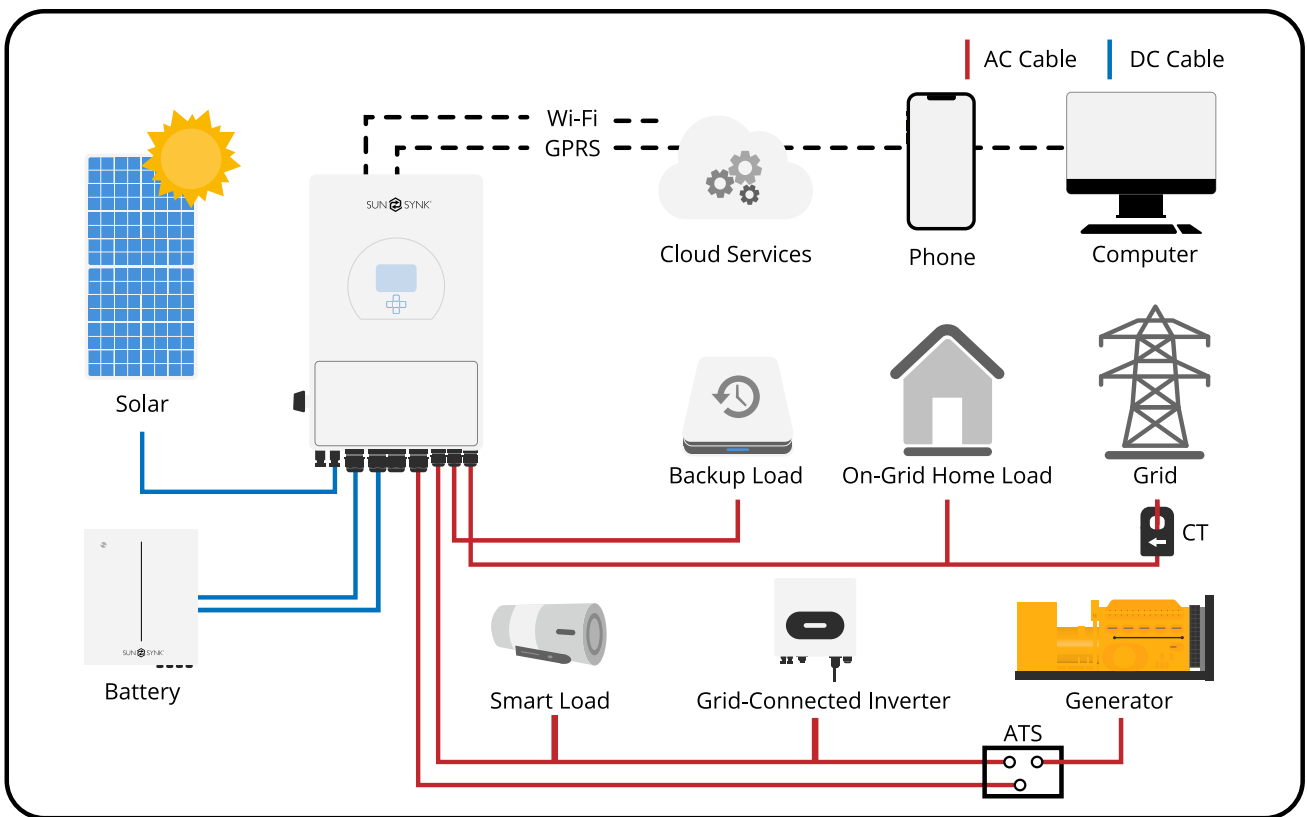 AC Cable
DC Cable
Wi-Fi
GPRS
SUN SYNK
Cloud Services
Phone
Computer
Solar
Backup Load
On-Grid Home Load
Grid
CT
SUN SYNK
Battery
Smart Load
Grid-Connected Inverter
Generator
ATS